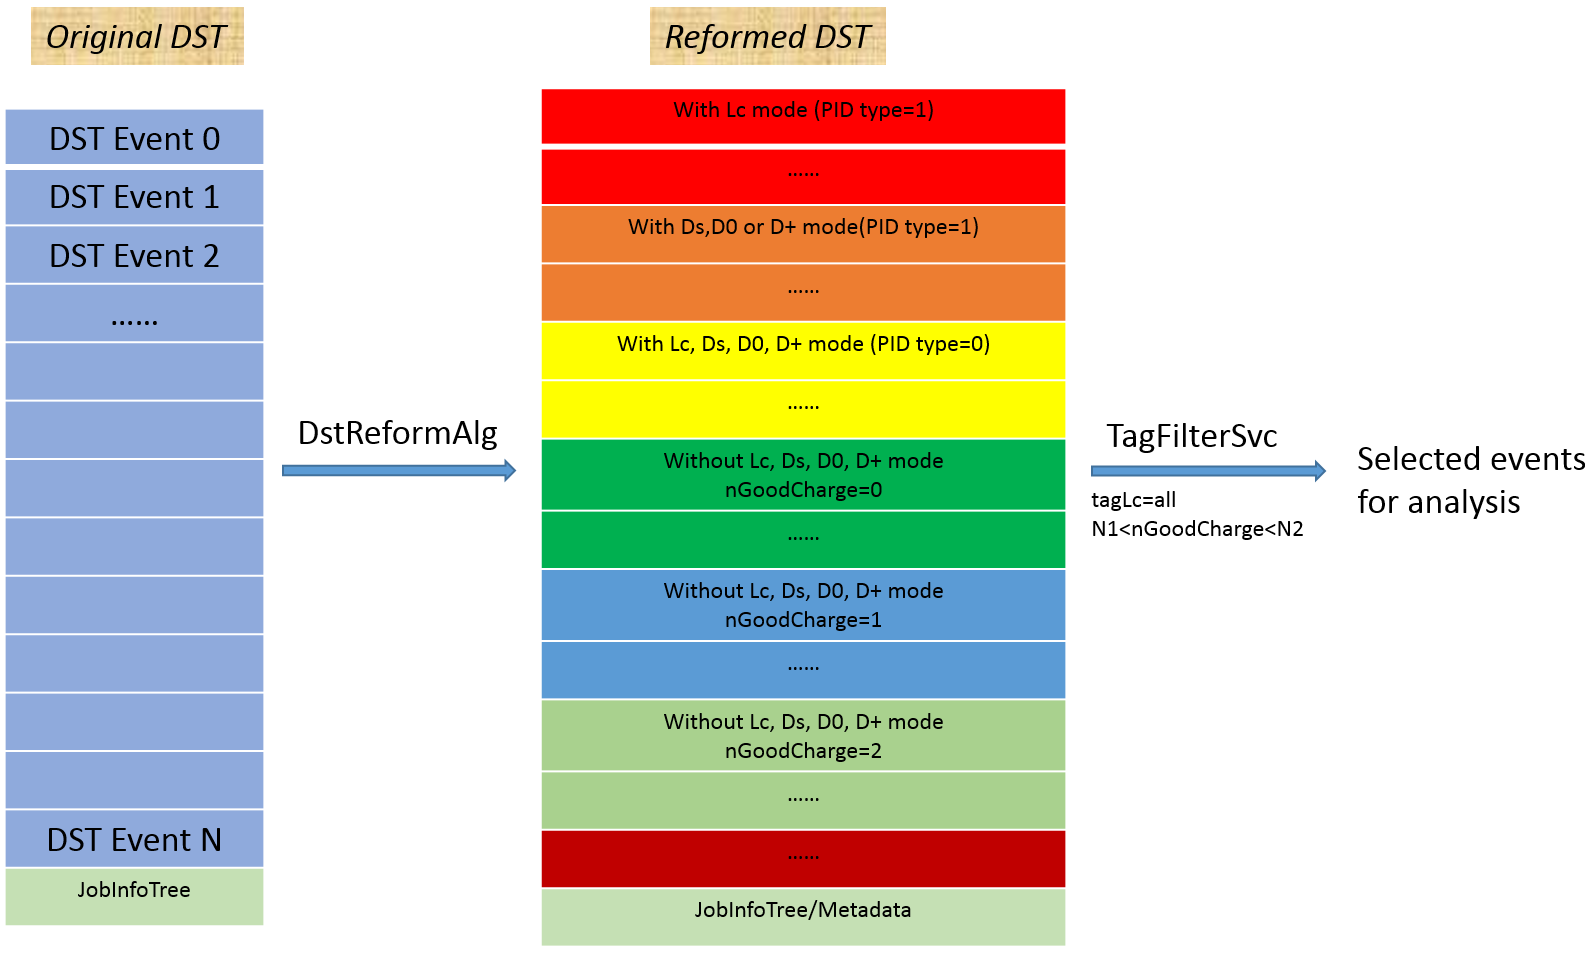 Original DST
DST Event 0
DST Event 1
DST Event 2
......
DST Event N
JobInfoTree
DstReformAlg
Reformed DST
With Lc mode (PID type=1)
......
With Ds,D0 or D+ mode(PID type=1)
......
With Lc, Ds, D0, D+ mode (PID type=0)
......
Without Lc, Ds, D0, D+ mode
nGoodCharge=0
......
Without Lc, Ds, D0, D+ mode
nGoodCharge=1
......
Without Lc, Ds, D0, D+ mode
nGoodCharge=2
......
......
JobInfoTree/Metadata
TagFilterSvc
tagLc=all
N1<nGoodCharge<N2
Selected events
for analysis